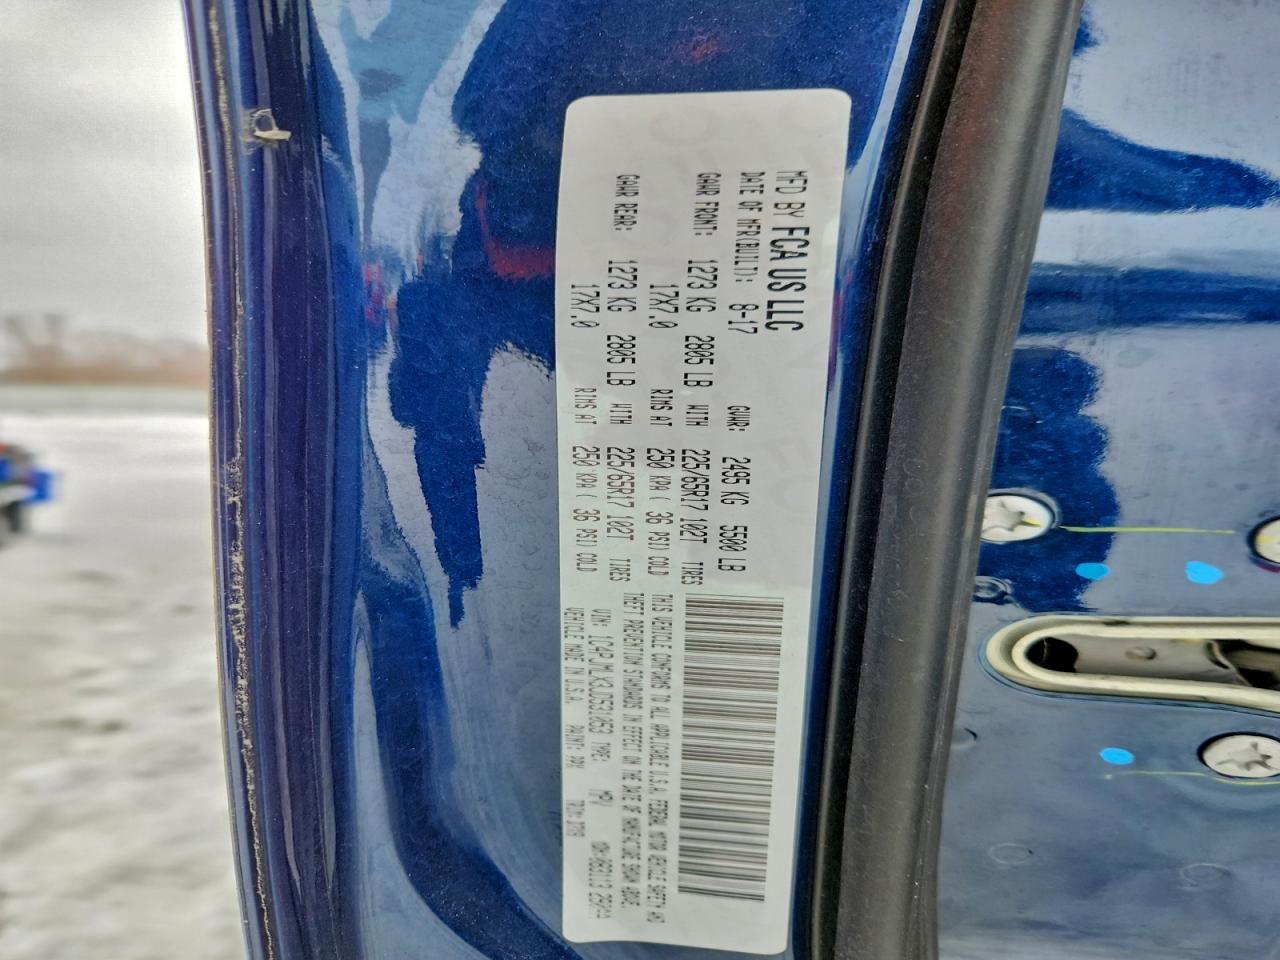 MFD BY FCA US LLC
DATE OF MFR(BUILT): 8-17 GVWR: 2495 KG 5500 LB
GAWR FRONT: 1273 KG 2805 LB WITH 225/65R17 102T TIRES
17X7.0 RIMS AT 250 KPA( 36 PSI) COLD
GAWR REAR: 1273 KG 2805 LB WITH 225/65R17 102T TIRES
17X7.0 RIMS AT 250 KPA( 36 PSI) COLD
THIS VEHICLE CONFORMS TO ALL APPLICABLE U.S.A. FEDERAL MOTOR VEHICLE SAFETY AND
THEFT PREVENTION STANDARDS IN EFFECT ON THE DATE OF MANUFACTURE SHOWN ABOVE.
VIN: 1C4PJMLX3JD531053 TYPE: MPV
VEHICLE MADE IN U.S.A. PAINT: